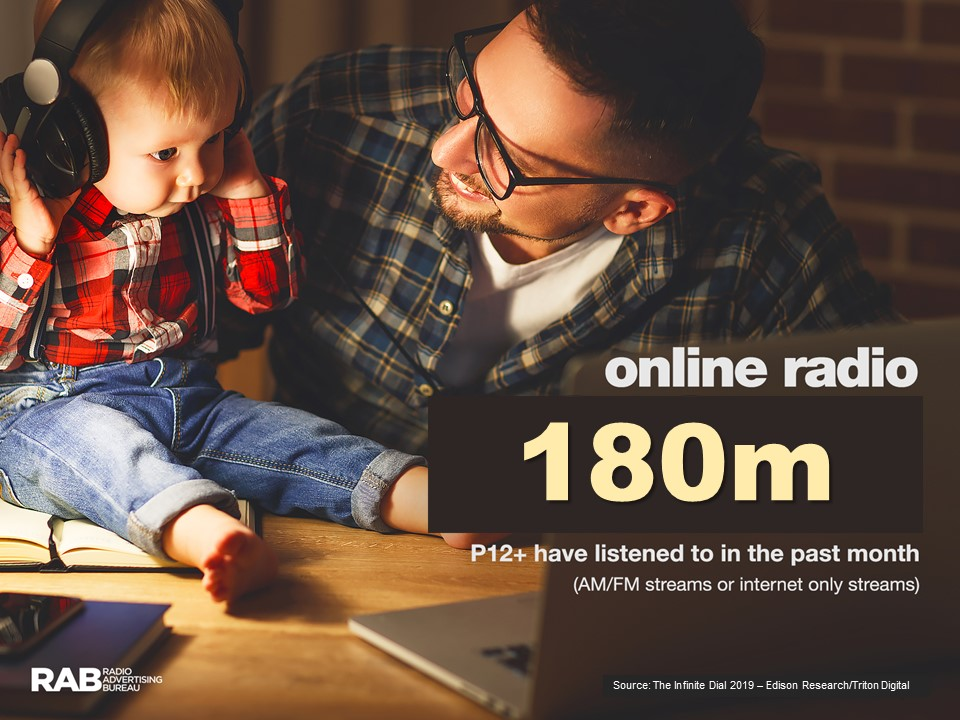 online radio
180m
P12+ have listened to in the past month
(AM/FM streams or internet only streams)
RAB RADIO
ADVERTISING
BUREAU
Source: The Infinite Dial 2019 – Edison Research/Triton Digital